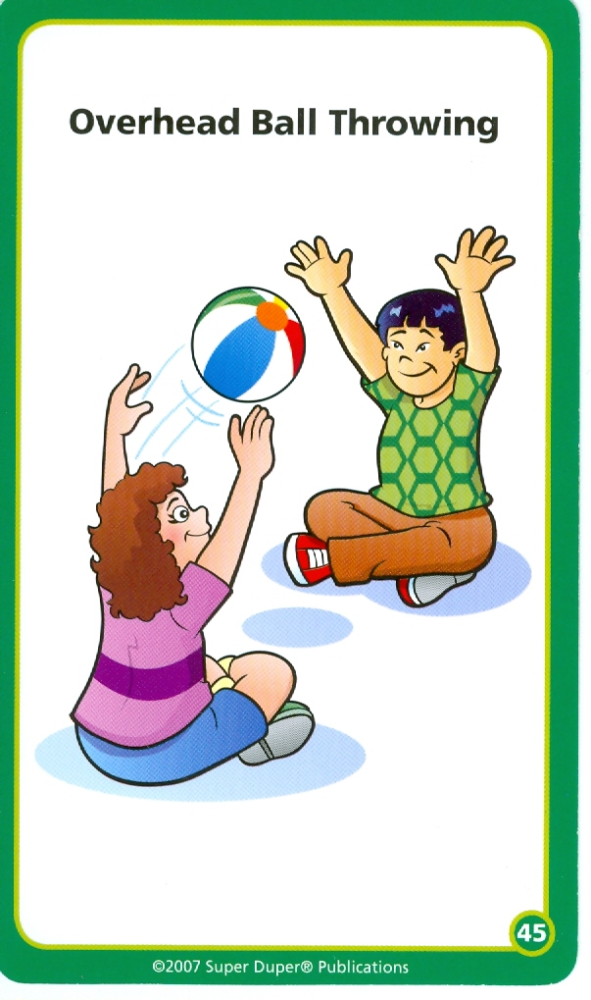 Overhead Ball Throwing
45
©2007 Super Duper® Publications